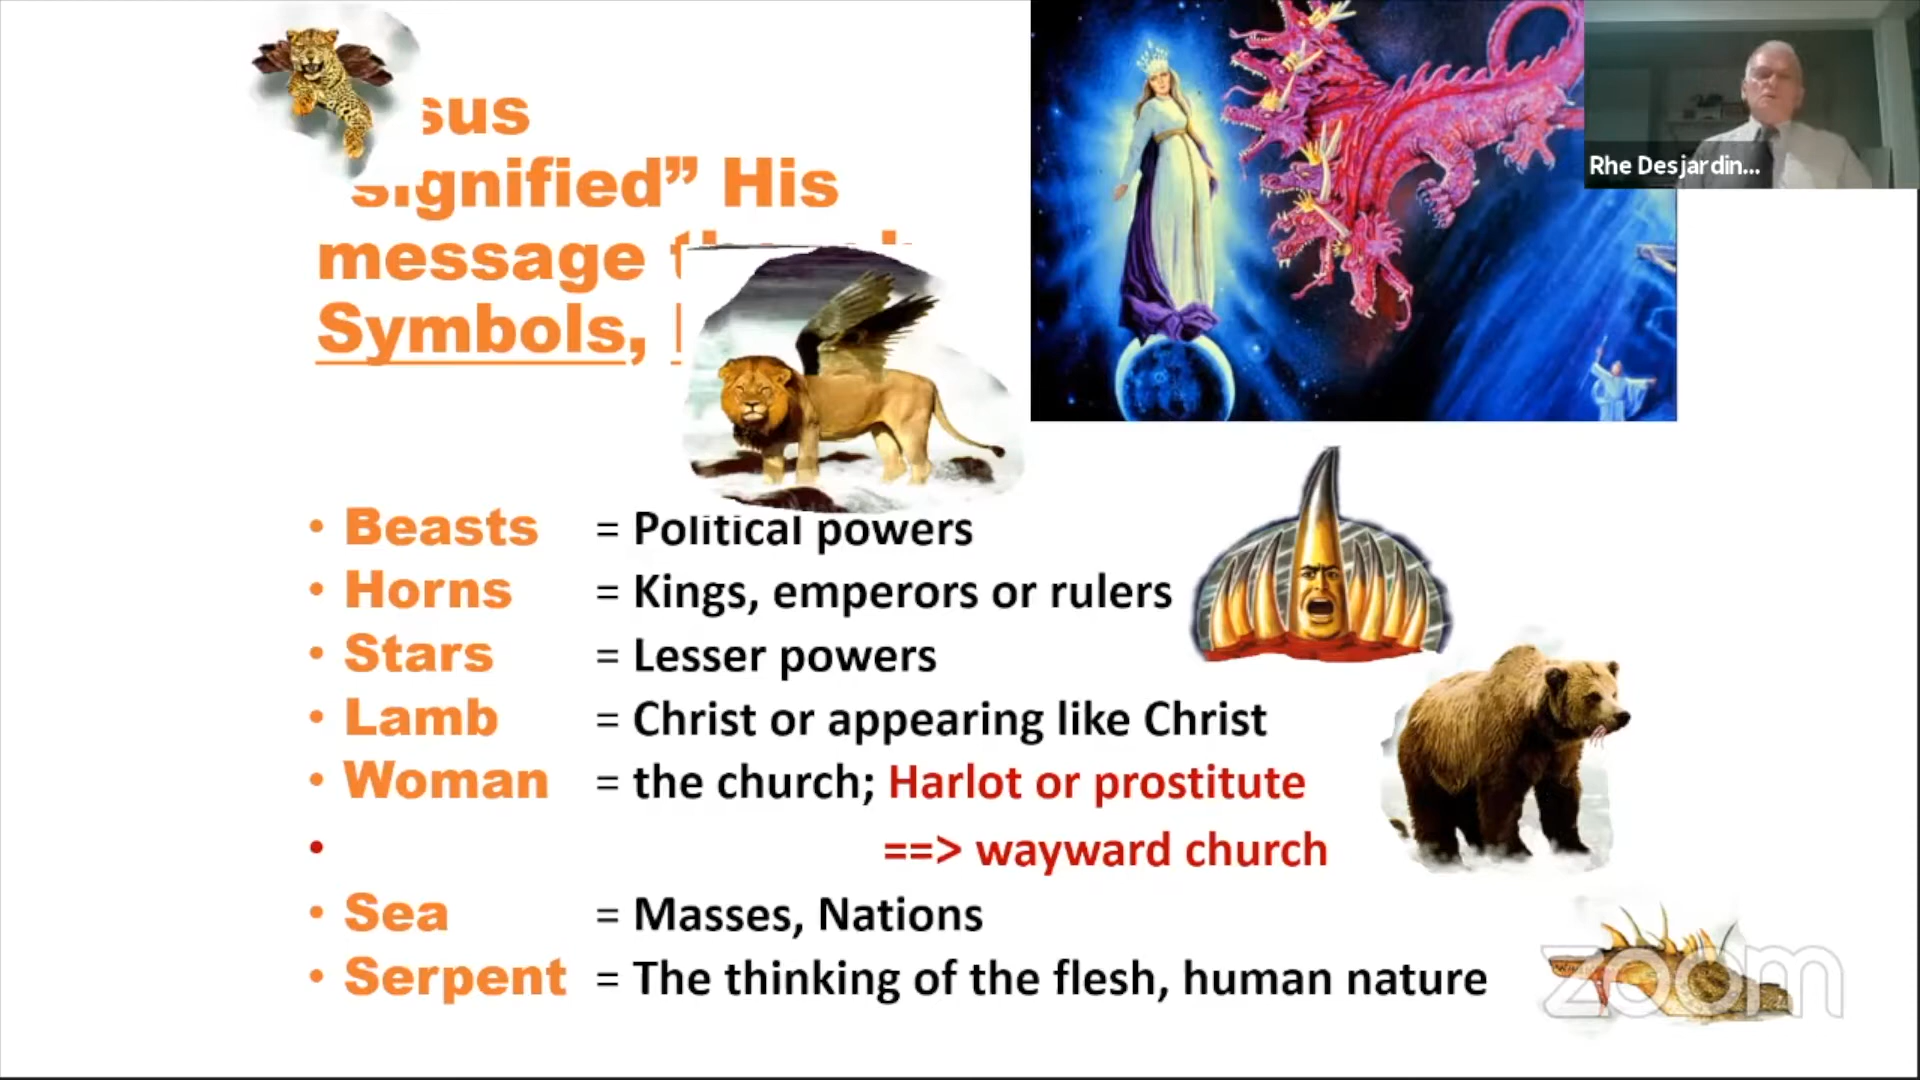 sus
signified” His
message
Symbols,
• Beasts = Political powers
• Horns = Kings, emperors or rulers
• Stars = Lesser powers
• Lamb = Christ or appearing like Christ
• Woman = the church; Harlot or prostitute
• ==> wayward church
• Sea = Masses, Nations
• Serpent = The thinking of the flesh, human nature
Rhe Desjardin...
zoom